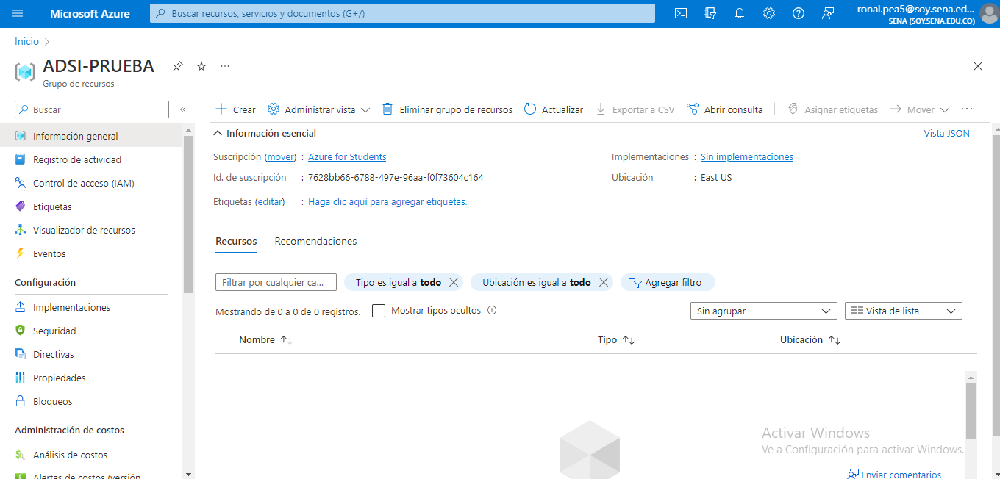 Microsoft Azure
Buscar recursos, servicios y documentos (G+/)
ronal.pea5@soy.sena.ed...
SENA (SOY.SENA.EDU.CO)
Inicio
ADSI-PRUEBA
Grupo de recursos
Buscar
Información general
Registro de actividad
Control de acceso (IAM)
Etiquetas
Visualizador de recursos
Eventos
Configuración
Implementaciones
Seguridad
Directivas
Propiedades
Bloqueos
Administración de costos
Análisis de costos
Alertas de costos (versión
Crear Administrar vista Eliminar grupo de recursos Actualizar Exportar a CSV Abrir consulta Asignar etiquetas Mover
Información esencial Vista JSON
Suscripción (mover) : Azure for Students Implementaciones : Sin implementaciones
Id. de suscripción : 7628bb66-6788-497e-96aa-f0f73604c164 Ubicación : East US
Etiquetas (editar) : Haga clic aquí para agregar etiquetas.
Recursos Recomendaciones
Filtrar por cualquier ca... Tipo es igual a todo Ubicación es igual a todo Agregar filtro
Mostrando de 0 a 0 de 0 registros. Mostrar tipos ocultos Sin agrupar Vista de lista
Nombre Tipo Ubicación
Activar Windows
Ve a Configuración para activar Windows.
Enviar comentarios